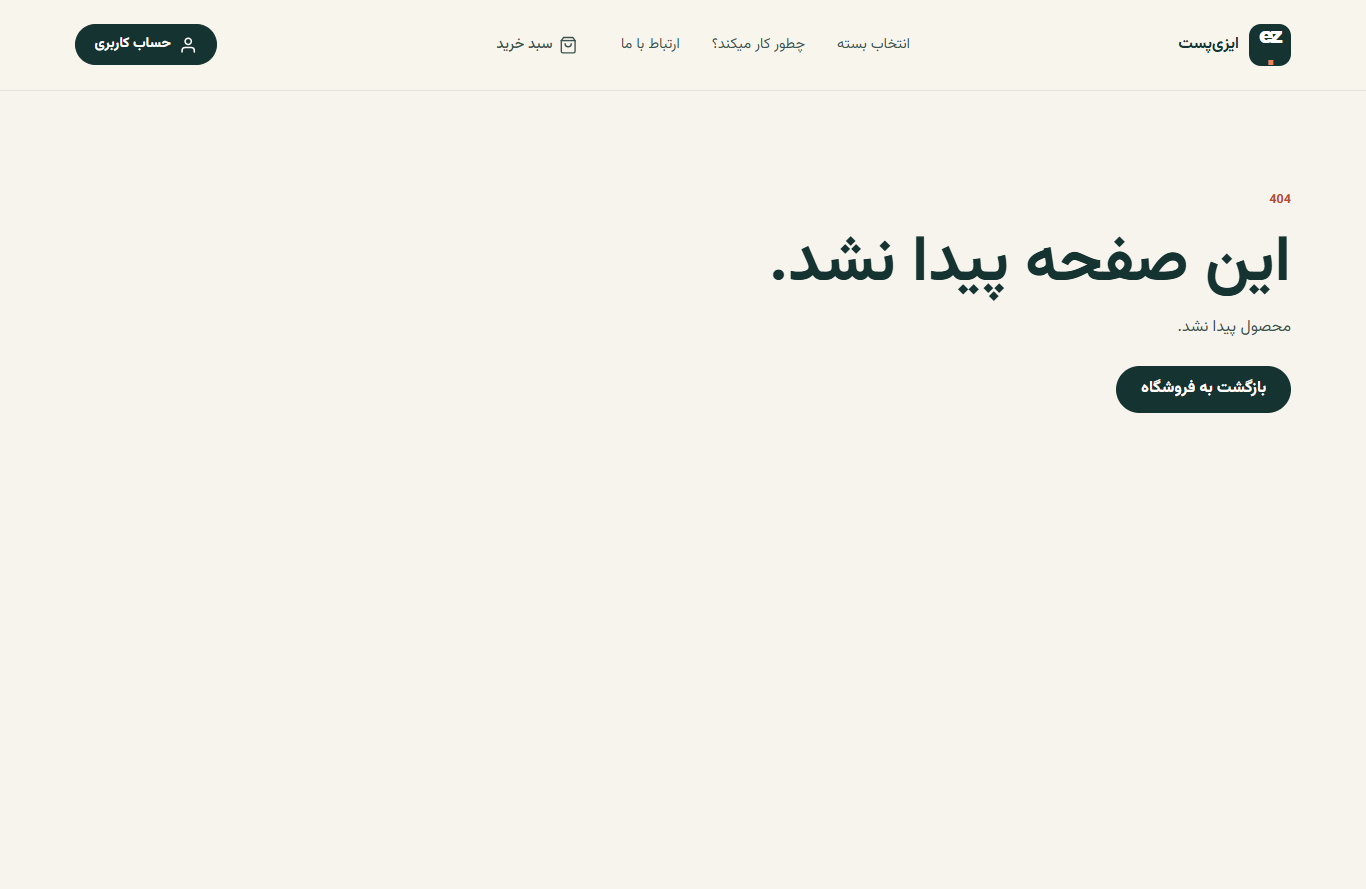 ez.
ایزی‌پست
انتخاب بسته
چطور کار میکند؟
ارتباط با ما
سبد خرید
حساب کاربری
404
این صفحه پیدا نشد.
محصول پیدا نشد.
بازگشت به فروشگاه